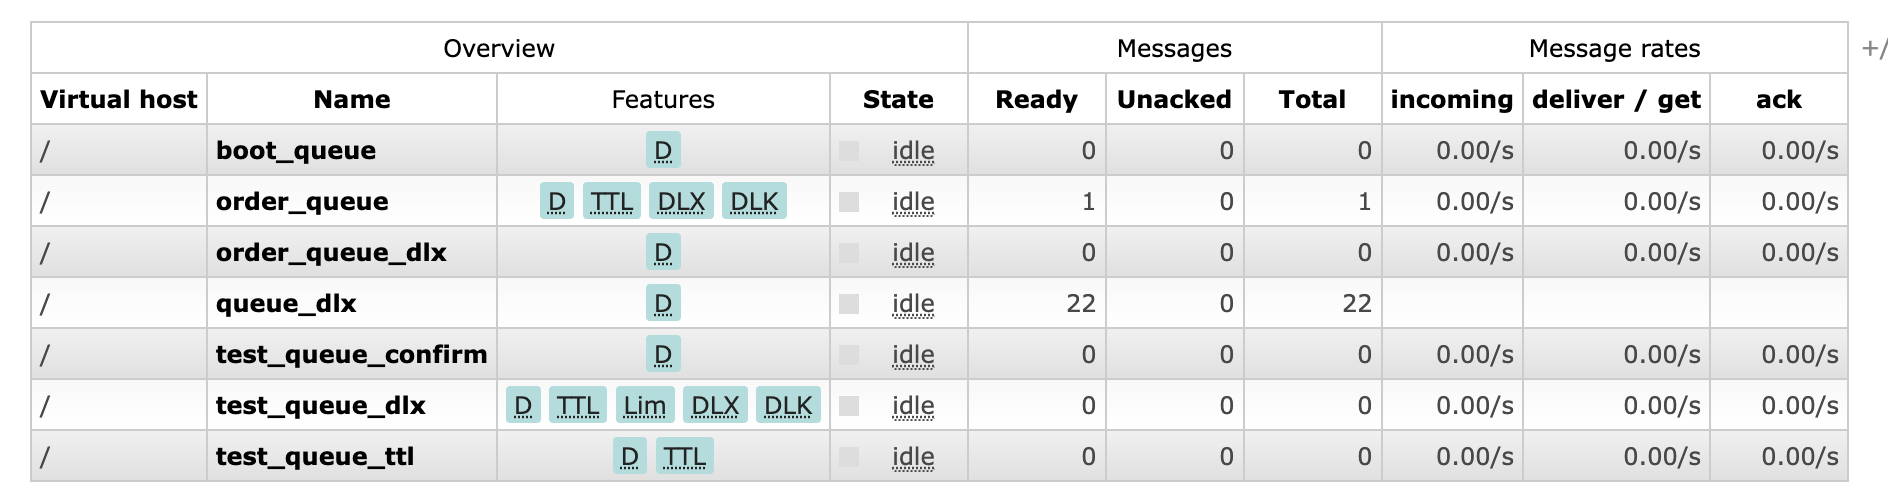 Overview Messages Message rates +/
Virtual host Name Features State Ready Unacked Total incoming deliver / get ack
/ boot_queue D idle 0 0 0 0.00/s 0.00/s 0.00/s
/ order_queue D TTL DLX DLK idle 1 0 1 0.00/s 0.00/s 0.00/s
/ order_queue_dlx D idle 0 0 0 0.00/s 0.00/s 0.00/s
/ queue_dlx D idle 22 0 22
/ test_queue_confirm D idle 0 0 0 0.00/s 0.00/s 0.00/s
/ test_queue_dlx D TTL Lim DLX DLK idle 0 0 0 0.00/s 0.00/s 0.00/s
/ test_queue_ttl D TTL idle 0 0 0 0.00/s 0.00/s 0.00/s